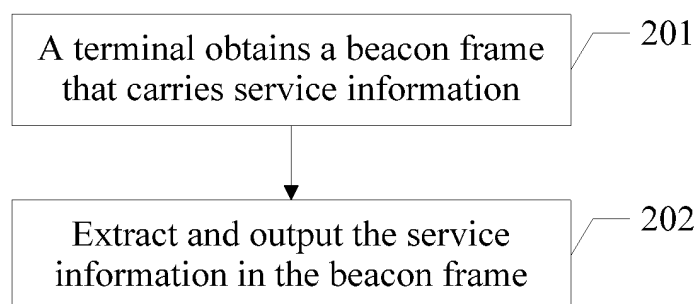 A terminal obtains a beacon frame
that carries service information
201
Extract and output the service
information in the beacon frame
202